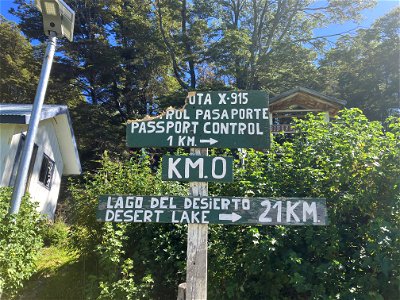 UTA X-915
TROL PASAPORTE
PASSPORT CONTROL
1 KM. →
KM.0
LAGO DEL DESIERTO
DESERT LAKE → 21KM.